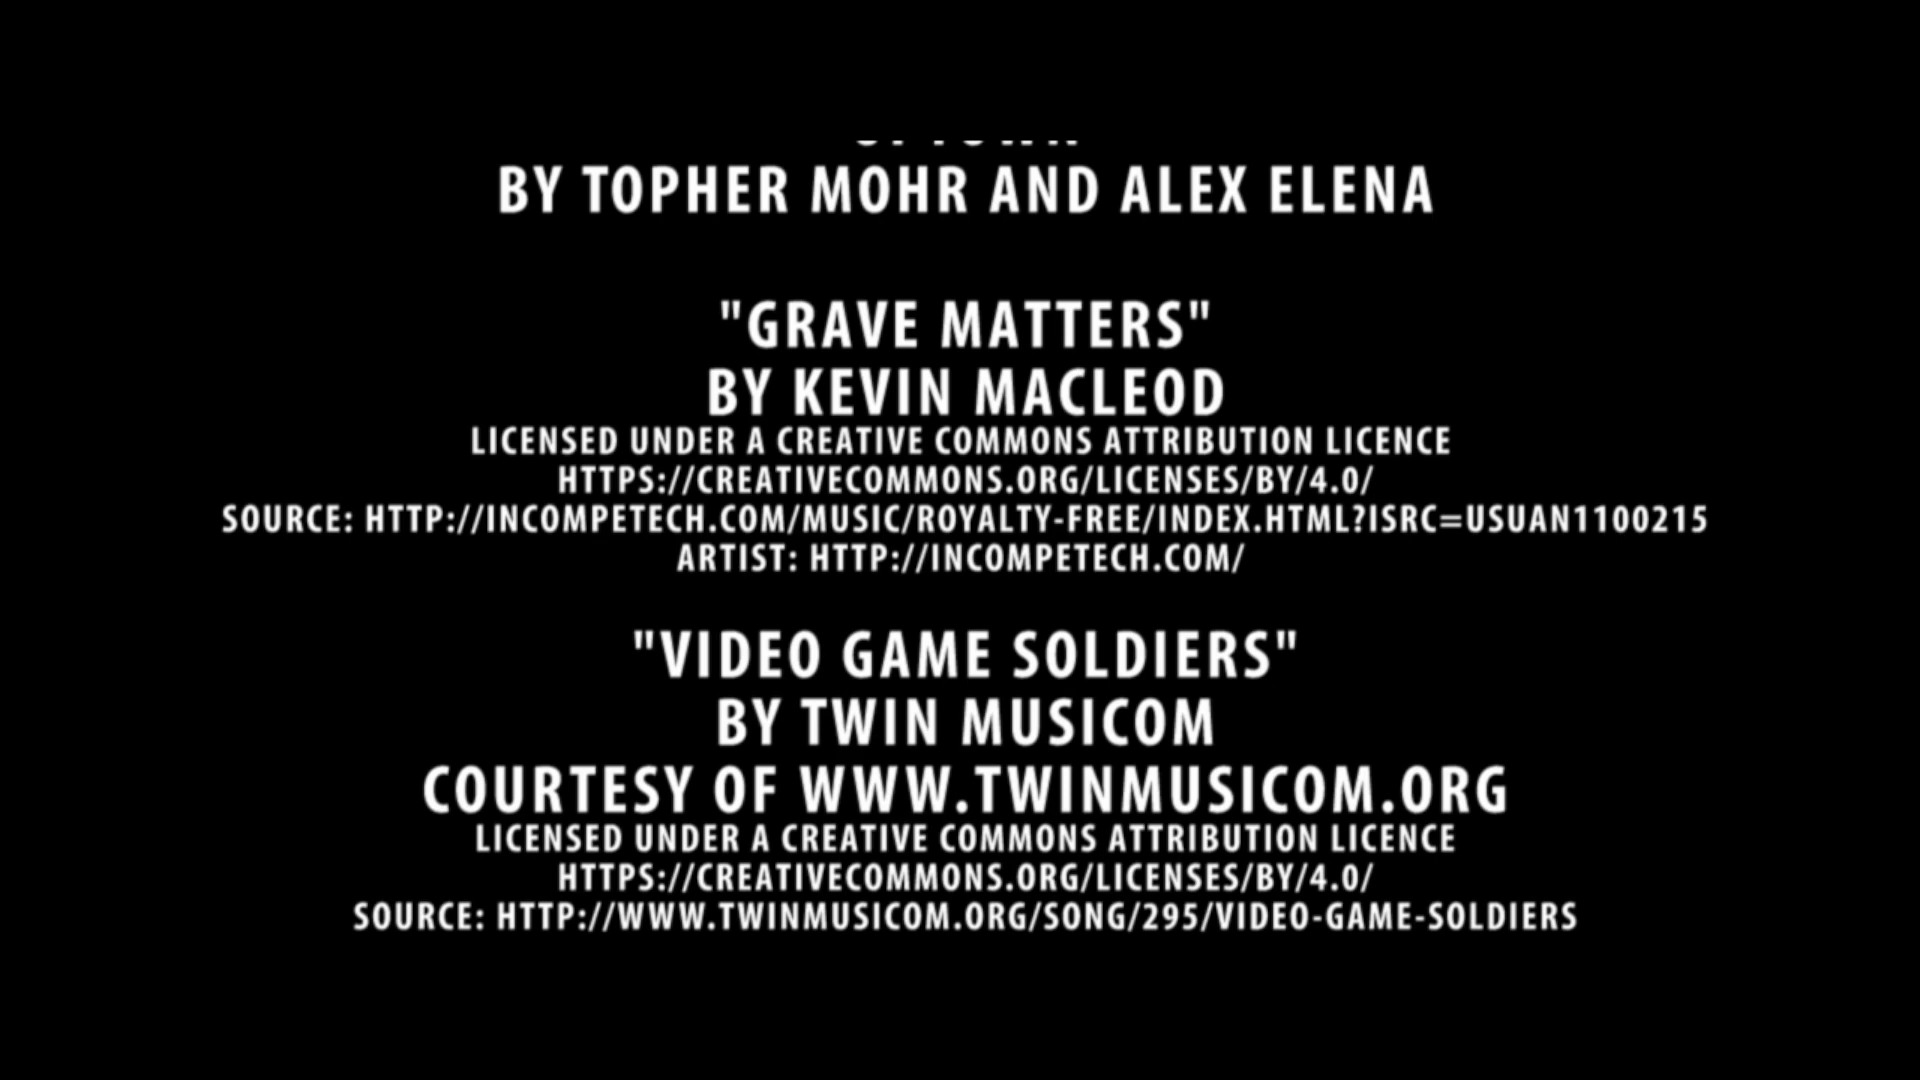 BY TOPHER MOHR AND ALEX ELENA
"GRAVE MATTERS"
BY KEVIN MACLEOD
LICENSED UNDER A CREATIVE COMMONS ATTRIBUTION LICENCE
HTTPS://CREATIVECOMMONS.ORG/LICENSES/BY/4.0/
SOURCE: HTTP://INCOMPETECH.COM/MUSIC/ROYALTY-FREE/INDEX.HTML?ISRC=USUAN1100215
ARTIST: HTTP://INCOMPETECH.COM/
"VIDEO GAME SOLDIERS"
BY TWIN MUSICOM
COURTESY OF WWW.TWINMUSICOM.ORG
LICENSED UNDER A CREATIVE COMMONS ATTRIBUTION LICENCE
HTTPS://CREATIVECOMMONS.ORG/LICENSES/BY/4.0/
SOURCE: HTTP://WWW.TWINMUSICOM.ORG/SONG/295/VIDEO-GAME-SOLDIERS